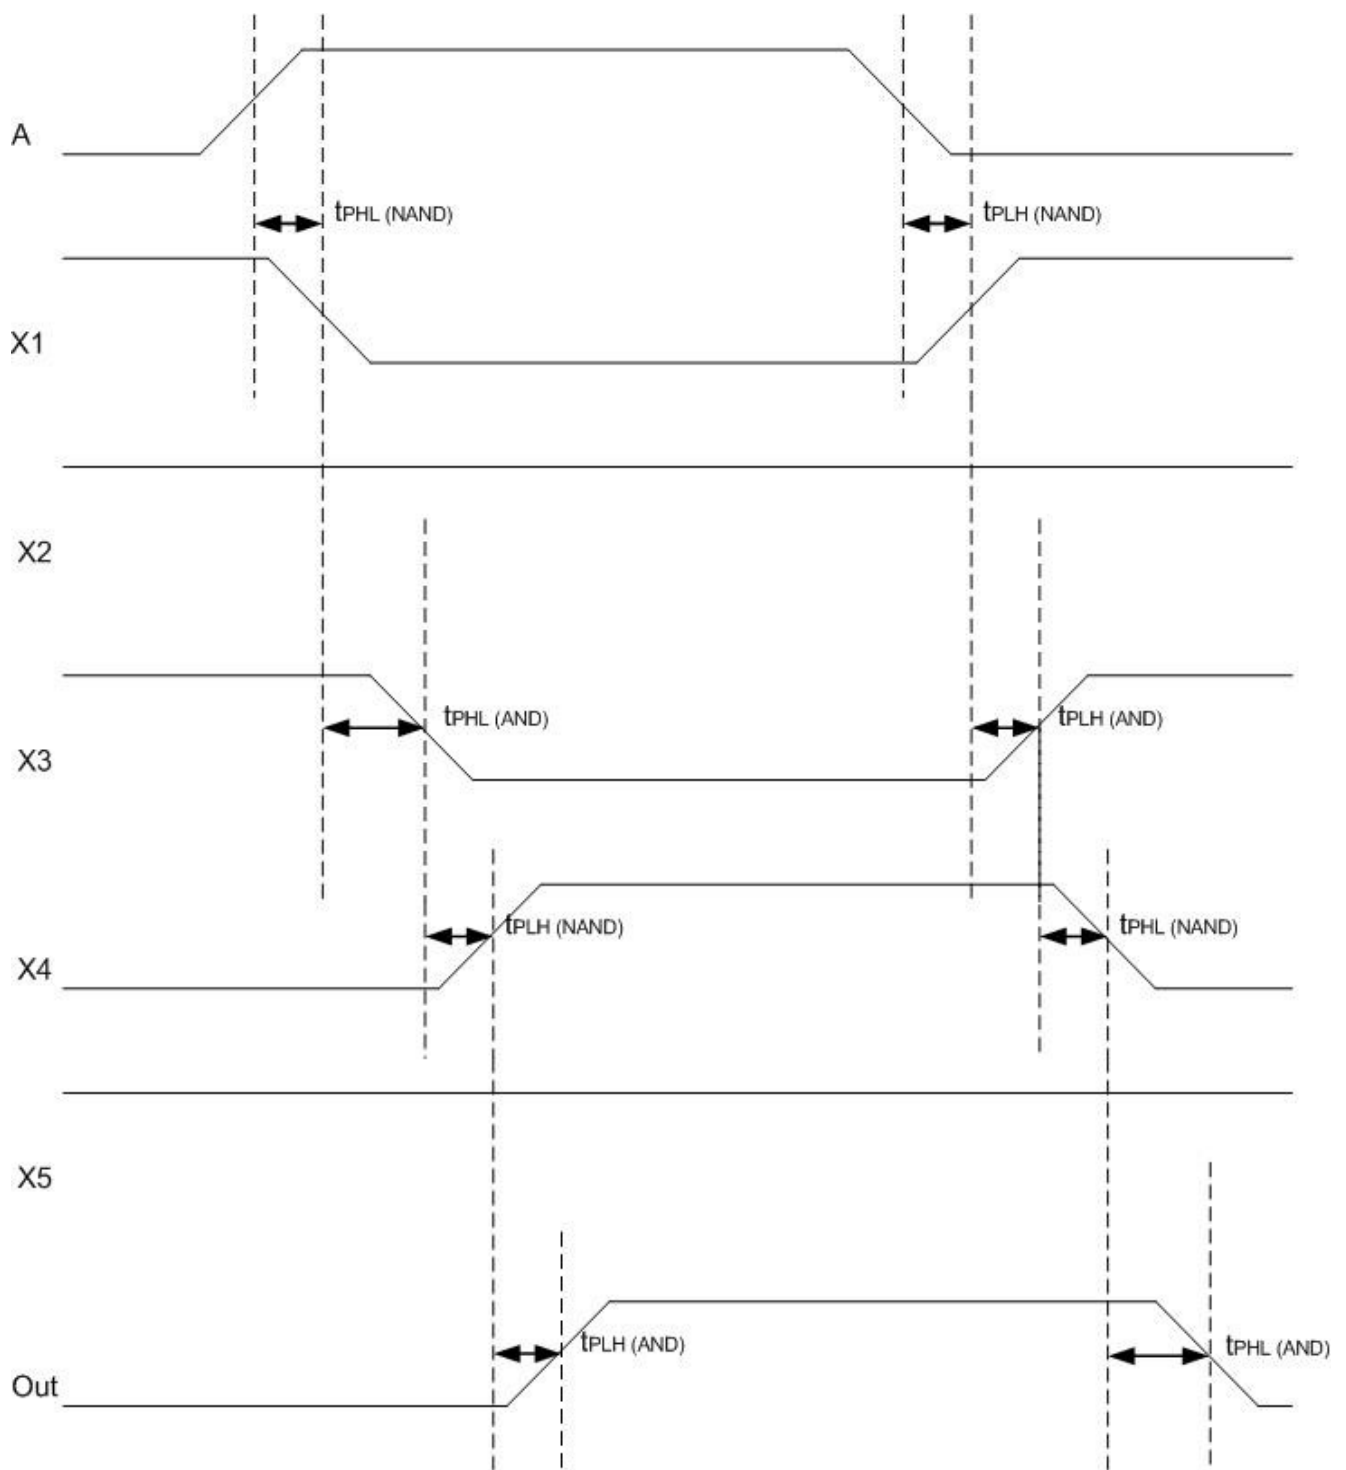 A
tPHL (NAND)
tPLH (NAND)
X1
X2
tPHL (AND)
tPLH (AND)
X3
tPLH (NAND)
tPHL (NAND)
X4
X5
tPLH (AND)
tPHL (AND)
Out